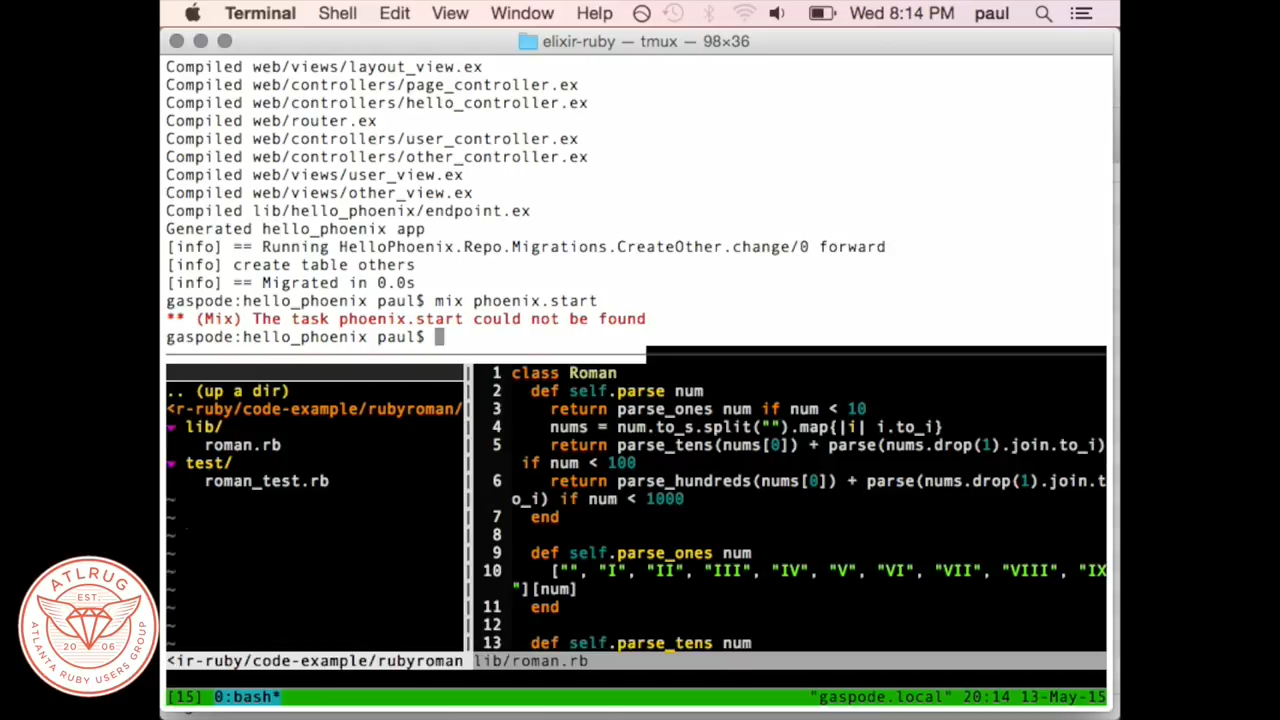 Terminal Shell Edit View Window Help Wed 8:14 PM paul
elixir-ruby — tmux — 98×36
Compiled web/views/layout_view.ex
Compiled web/controllers/page_controller.ex
Compiled web/controllers/hello_controller.ex
Compiled web/router.ex
Compiled web/controllers/user_controller.ex
Compiled web/controllers/other_controller.ex
Compiled web/views/user_view.ex
Compiled web/views/other_view.ex
Compiled lib/hello_phoenix/endpoint.ex
Generated hello_phoenix app
[info] == Running HelloPhoenix.Repo.Migrations.CreateOther.change/0 forward
[info] create table others
[info] == Migrated in 0.0s
gaspode:hello_phoenix paul$ mix phoenix.start
** (Mix) The task phoenix.start could not be found
gaspode:hello_phoenix paul$
.. (up a dir)
<r-ruby/code-example/rubyroman/
▼ lib/
roman.rb
▼ test/
roman_test.rb
~
~
~
~
~
~
~
~
~
<ir-ruby/code-example/rubyroman
1 class Roman
2 def self.parse num
3 return parse_ones num if num < 10
4 nums = num.to_s.split("").map{|i| i.to_i}
5 return parse_tens(nums[0]) + parse(nums.drop(1).join.to_i)
if num < 100
6 return parse_hundreds(nums[0]) + parse(nums.drop(1).join.t
o_i) if num < 1000
7 end
8
9 def self.parse_ones num
10 ["", "I", "II", "III", "IV", "V", "VI", "VII", "VIII", "IX
"][num]
11 end
12
13 def self.parse_tens num
lib/roman.rb
[15] 0:bash* "gaspode.local" 20:14 13-May-15
ATLRUG
EST.
20 06
ATLANTA RUBY USERS GROUP